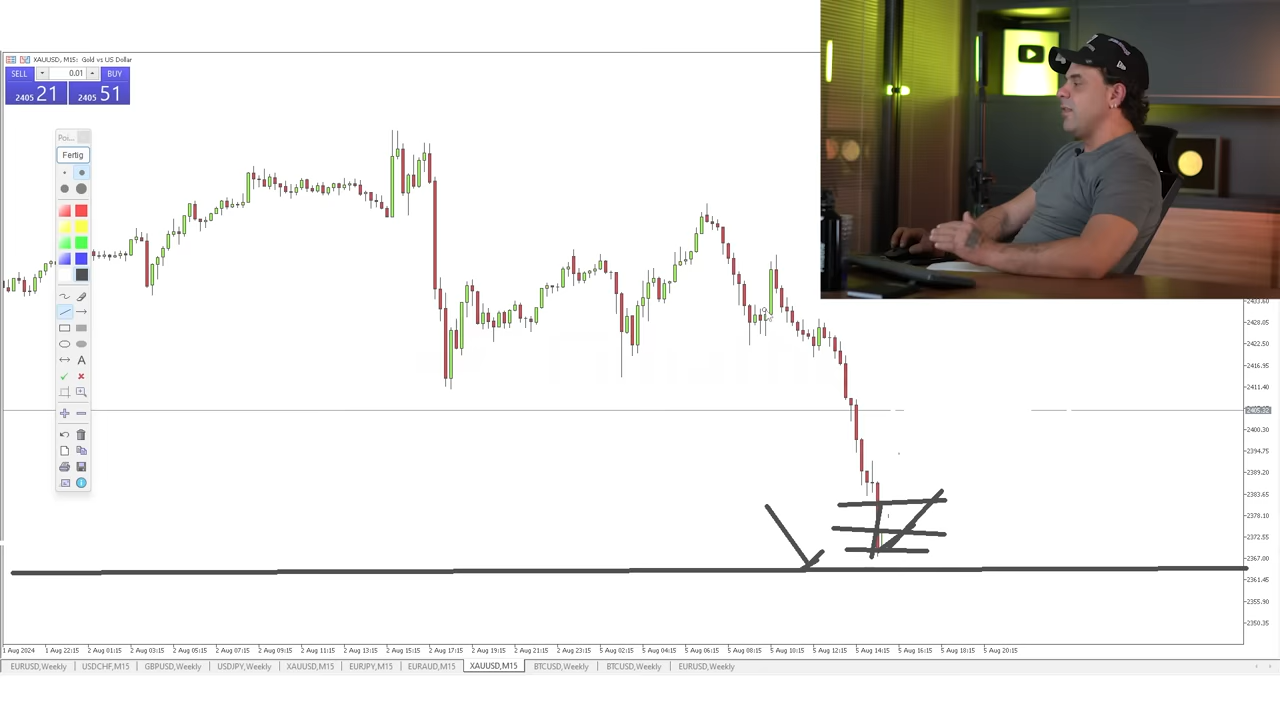 XAUUSD, M15: Gold vs US Dollar
SELL 0.01 BUY
2405 21 2405 51
Poi...
Fertig
A
2433.60
2428.05
2422.50
2416.95
2411.40
2405.32
2400.30
2394.75
2389.20
2383.65
2378.10
2372.55
2367.00
2361.45
2355.90
2350.35
1 Aug 2024 1 Aug 22:15 2 Aug 01:15 2 Aug 03:15 2 Aug 05:15 2 Aug 07:15 2 Aug 09:15 2 Aug 11:15 2 Aug 13:15 2 Aug 15:15 2 Aug 17:15 2 Aug 19:15 2 Aug 21:15 2 Aug 23:15 5 Aug 02:15 5 Aug 04:15 5 Aug 06:15 5 Aug 08:15 5 Aug 10:15 5 Aug 12:15 5 Aug 14:15 5 Aug 16:15 5 Aug 18:15 5 Aug 20:15
EURUSD,Weekly USDCHF,M15 GBPUSD,Weekly USDJPY,Weekly XAUUSD,M15 EURJPY,M15 EURAUD,M15 XAUUSD,M15 BTCUSD,Weekly BTCUSD,Weekly EURUSD,Weekly